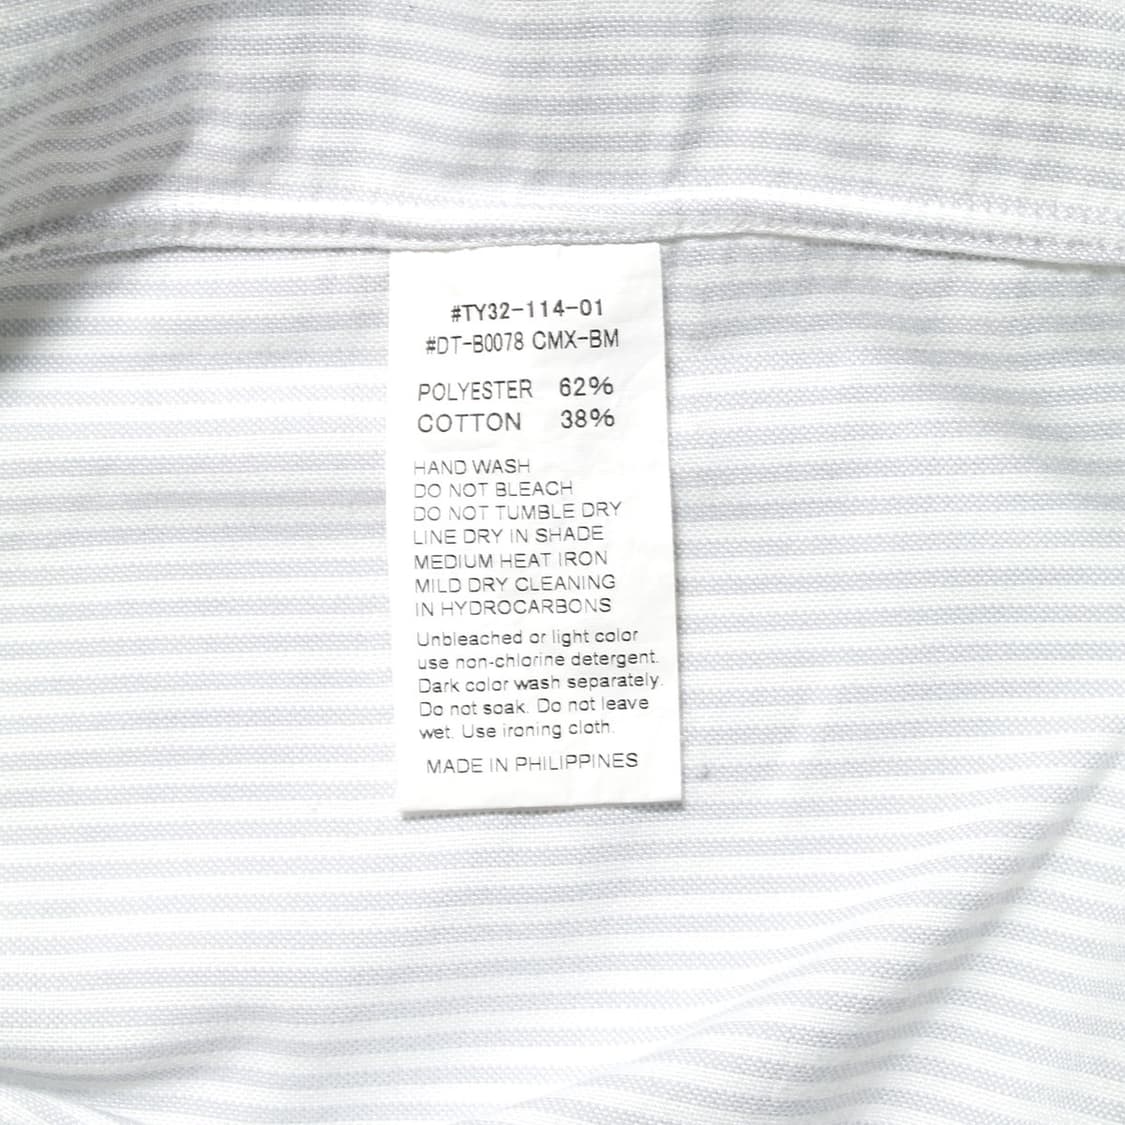 #TY32-114-01
#DT-B0078 CMX-BM
POLYESTER 62%
COTTON 38%
HAND WASH
DO NOT BLEACH
DO NOT TUMBLE DRY
LINE DRY IN SHADE
MEDIUM HEAT IRON
MILD DRY CLEANING
IN HYDROCARBONS
Unbleached or light color
use non-chlorine detergent.
Dark color wash separately.
Do not soak. Do not leave
wet. Use ironing cloth.
MADE IN PHILIPPINES